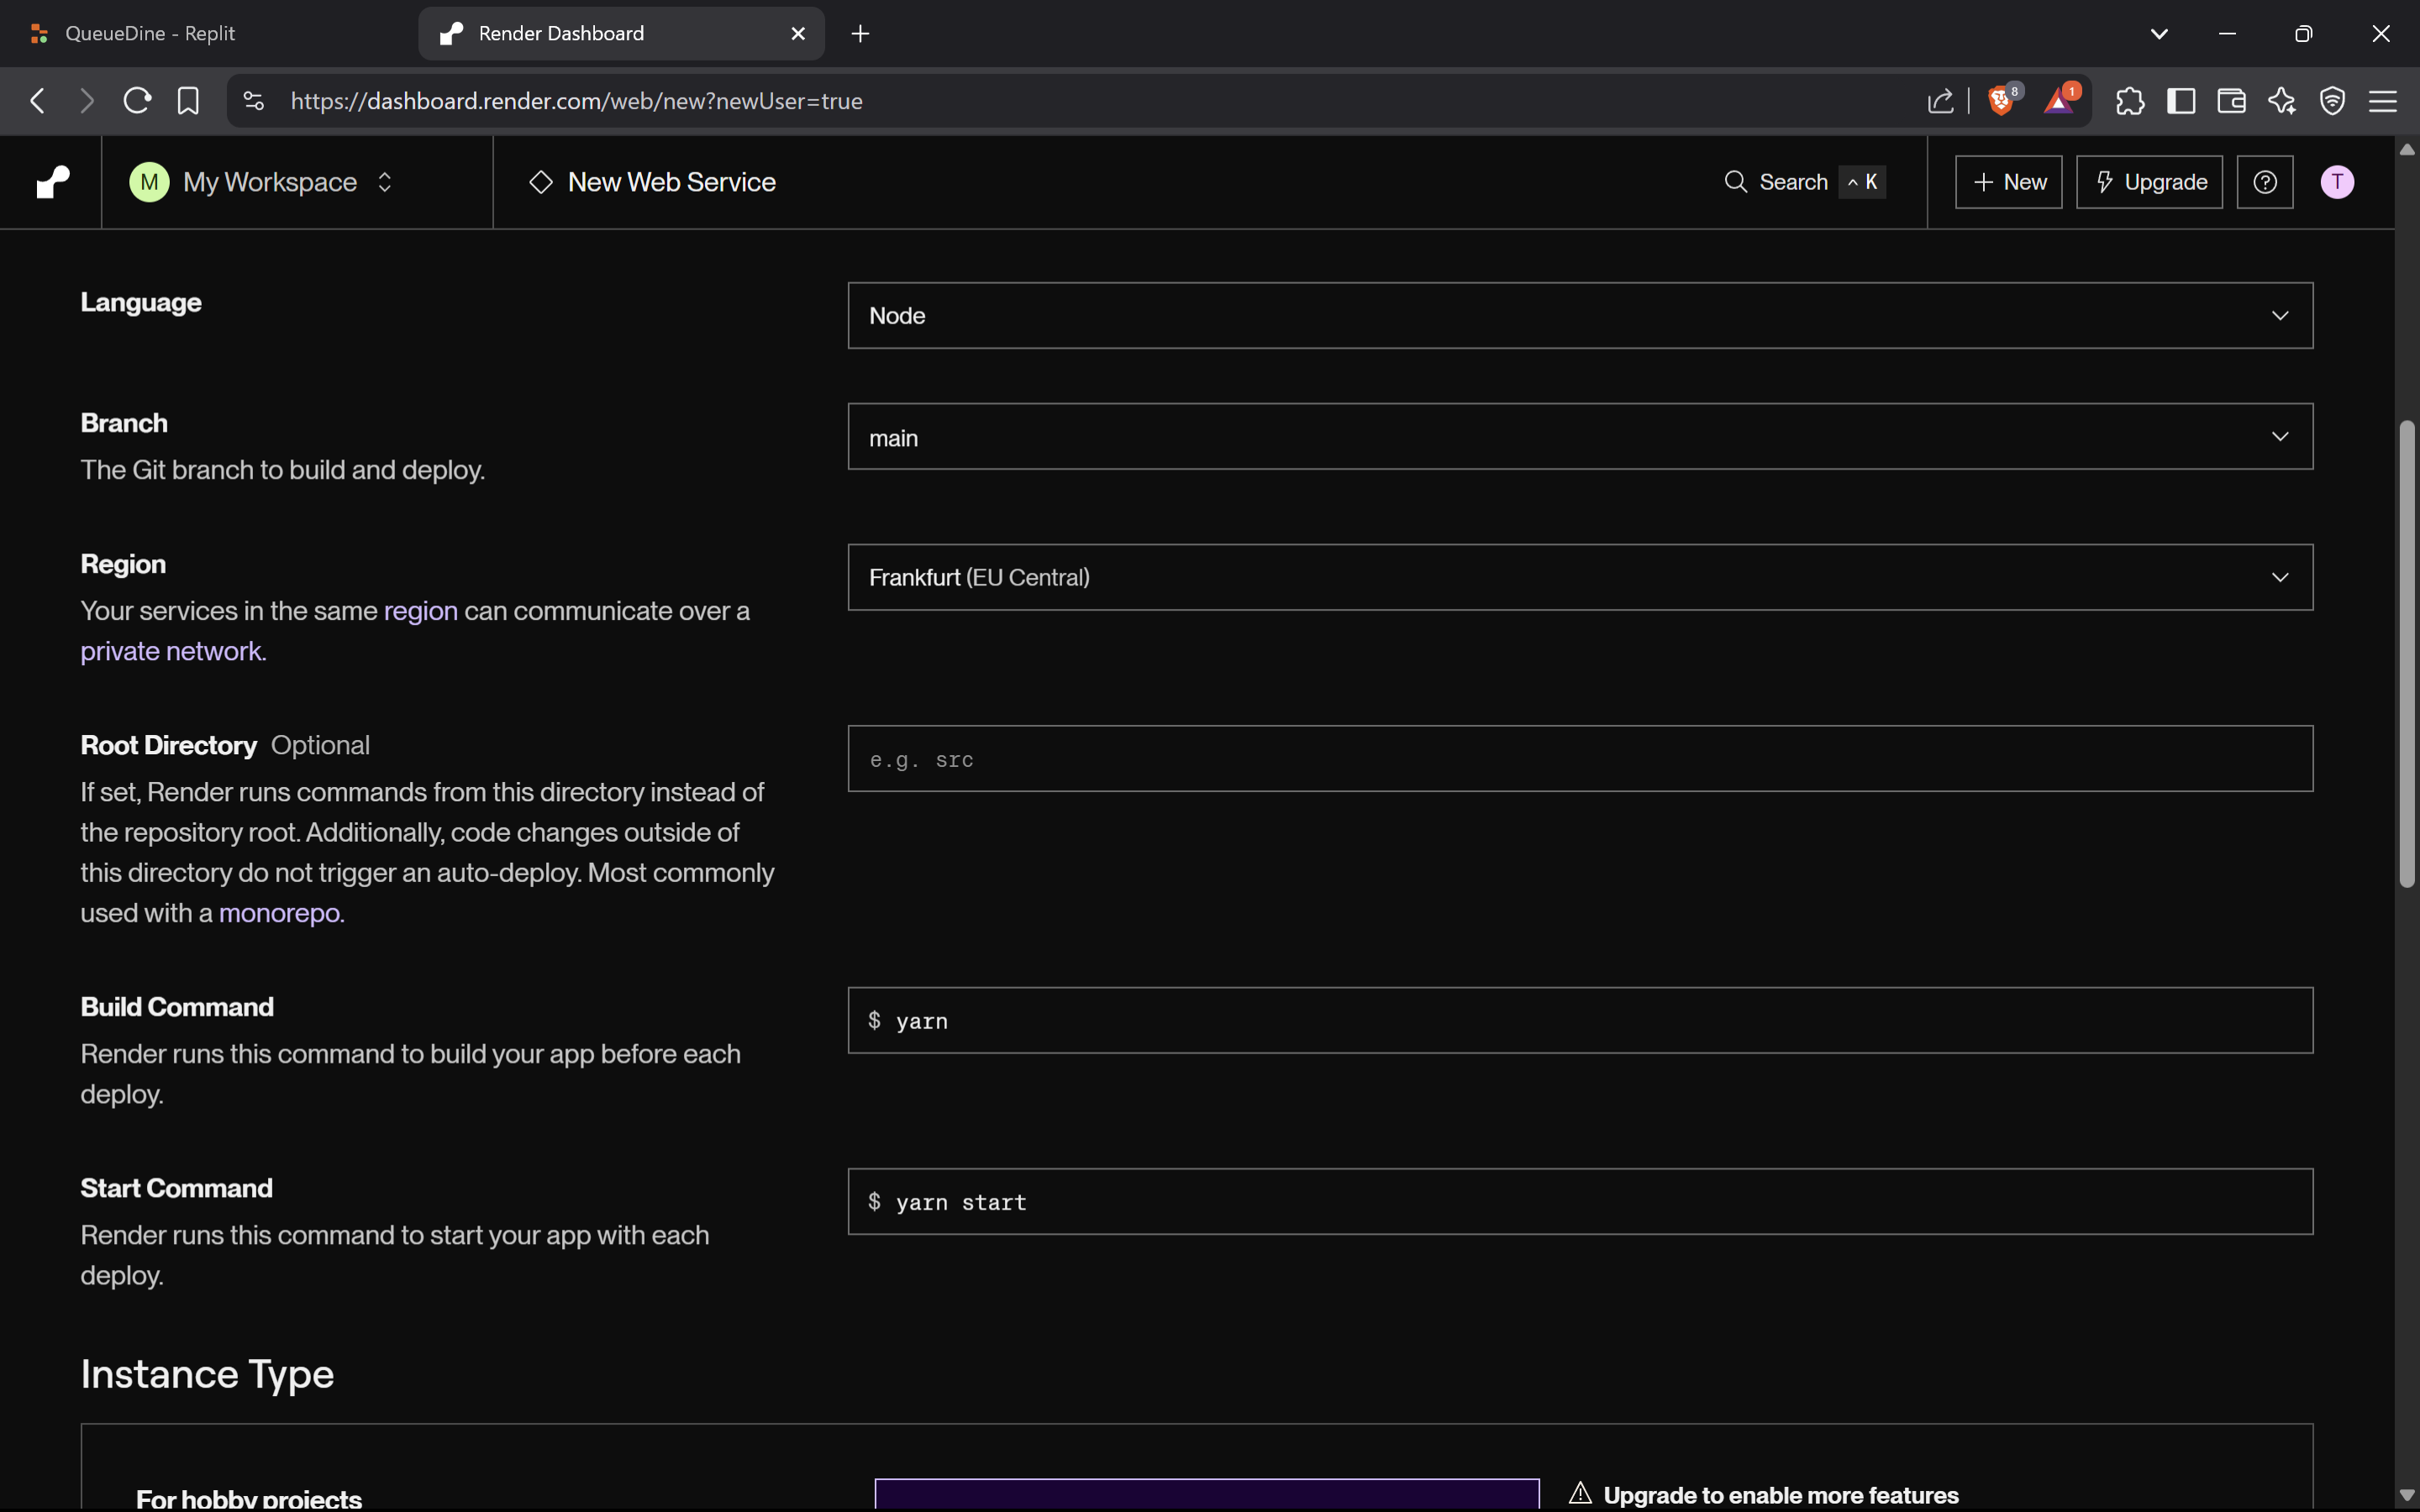 QueueDine - Replit
Render Dashboard
https://dashboard.render.com/web/new?newUser=true
8
1
M My Workspace
New Web Service
Search ^ K
+ New
Upgrade
T
Language
Node
Branch
The Git branch to build and deploy.
main
Region
Your services in the same region can communicate over a
private network.
Frankfurt (EU Central)
Root Directory Optional
If set, Render runs commands from this directory instead of
the repository root. Additionally, code changes outside of
this directory do not trigger an auto-deploy. Most commonly
used with a monorepo.
e.g. src
Build Command
Render runs this command to build your app before each
deploy.
$ yarn
Start Command
Render runs this command to start your app with each
deploy.
$ yarn start
Instance Type
For hobby projects
Upgrade to enable more features